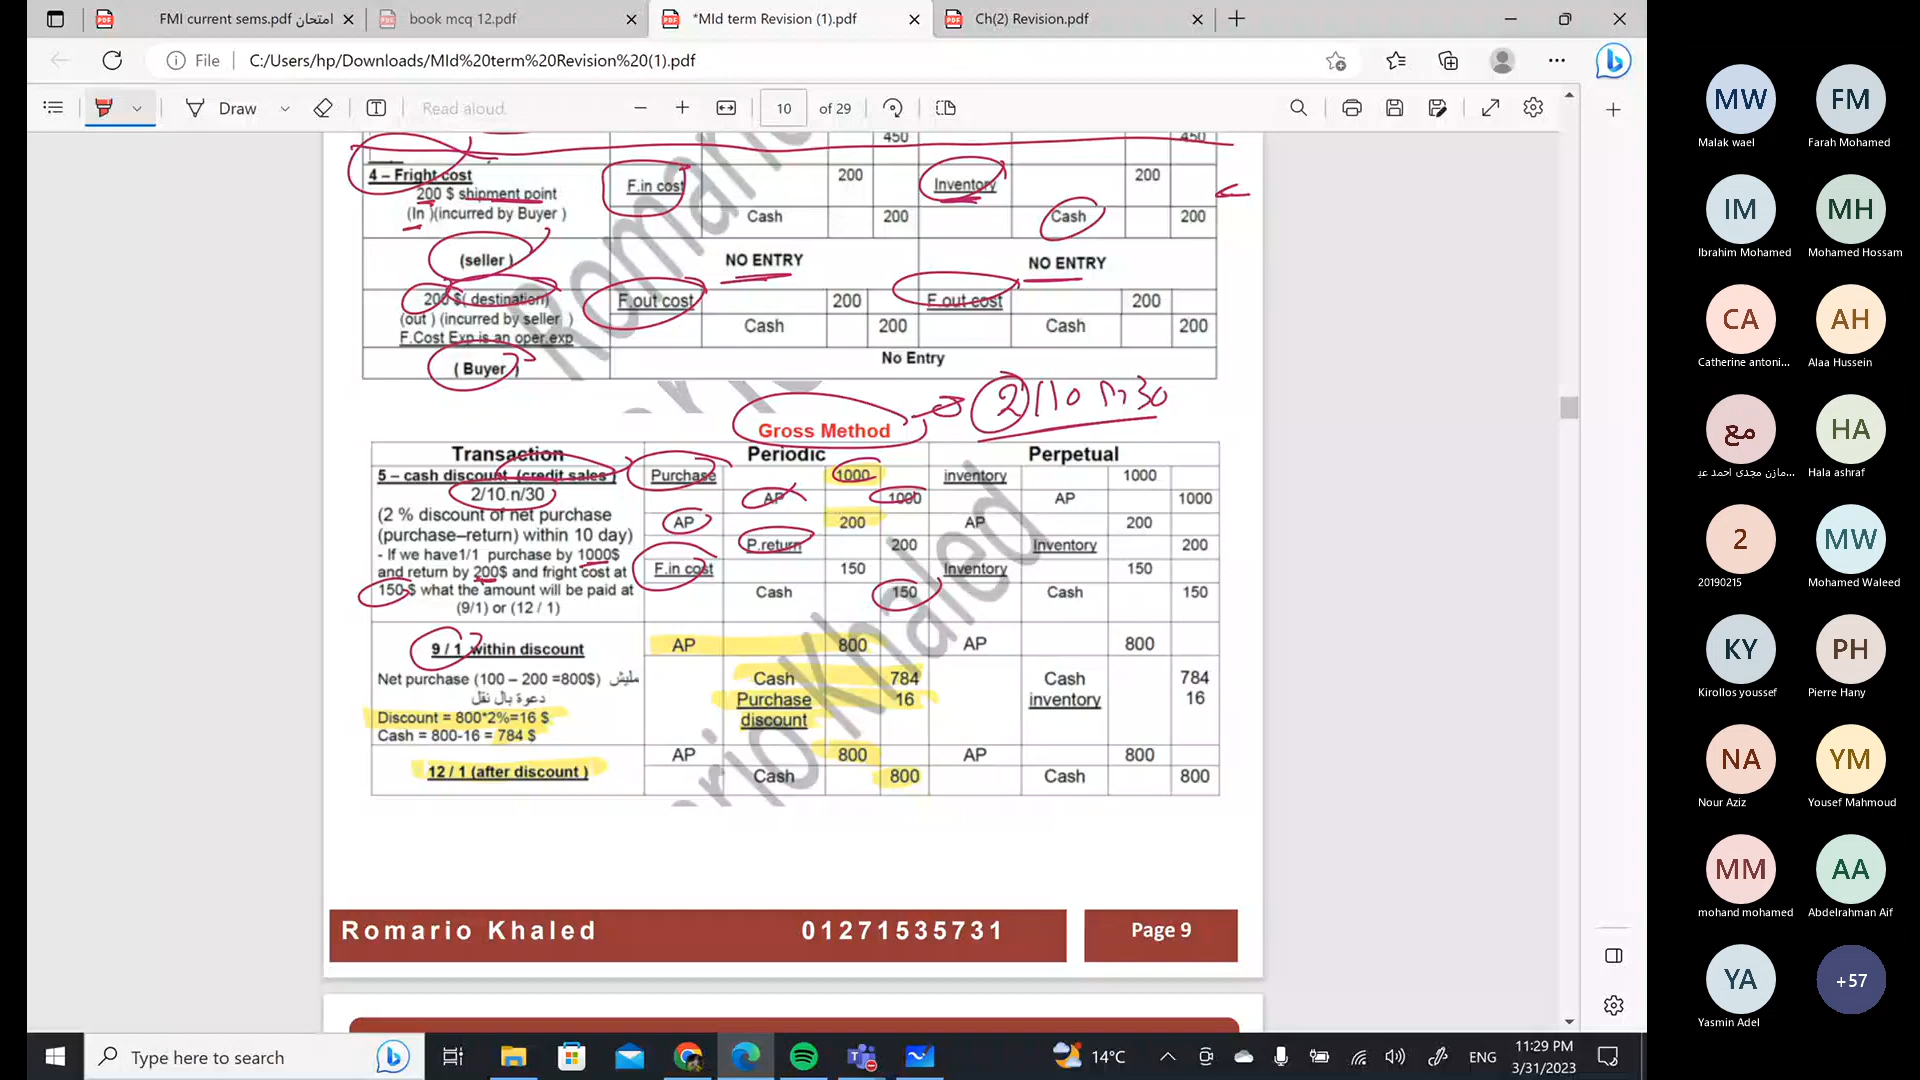 FMI current sems.pdf امتحان
book mcq 12.pdf
*MId term Revision (1).pdf
Ch(2) Revision.pdf
File
C:/Users/hp/Downloads/MId%20term%20Revision%20(1).pdf
Draw
Read aloud
10 of 29
450 450
4 – Fright cost
200 $ shipment point
(In )(incurred by Buyer )
F.in cost 200 Inventory 200
Cash 200 Cash 200
(seller )
NO ENTRY NO ENTRY
200 $( destination)
(out ) (incurred by seller )
F.Cost Exp is an oper.exp
F.out cost 200 F.out cost 200
Cash 200 Cash 200
( Buyer )
No Entry
Gross Method
2/10 n 30
Transaction Periodic Perpetual
5 – cash discount (credit sales )
2/10.n/30
(2 % discount of net purchase
(purchase–return) within 10 day)
- If we have1/1 purchase by 1000$
and return by 200$ and fright cost at
150-$ what the amount will be paid at
(9/1) or (12 / 1)
Purchase 1000 inventory 1000
AP 1000 AP 1000
AP 200 AP 200
P.return 200 Inventory 200
F.in cost 150 Inventory 150
Cash 150 Cash 150
9 / 1 within discount
Net purchase (100 – 200 =800$) ملیش
دعوة بال نقل
Discount = 800*2%=16 $
Cash = 800-16 = 784 $
AP 800 AP 800
Cash 784 Cash 784
Purchase 16 inventory 16
discount
12 / 1 (after discount )
AP 800 AP 800
Cash 800 Cash 800
Romario Khaled
Romario Khaled 01271535731
Page 9
MW FM
Malak wael Farah Mohamed
IM MH
Ibrahim Mohamed Mohamed Hossam
CA AH
Catherine antoni... Alaa Hussein
مع HA
مازن مجدى احمد عبد... Hala ashraf
2 MW
20190215 Mohamed Waleed
KY PH
Kirollos youssef Pierre Hany
NA YM
Nour Aziz Yousef Mahmoud
MM AA
mohand mohamed Abdelrahman Aif
YA +57
Yasmin Adel
Type here to search
14°C
ENG
11:29 PM
3/31/2023